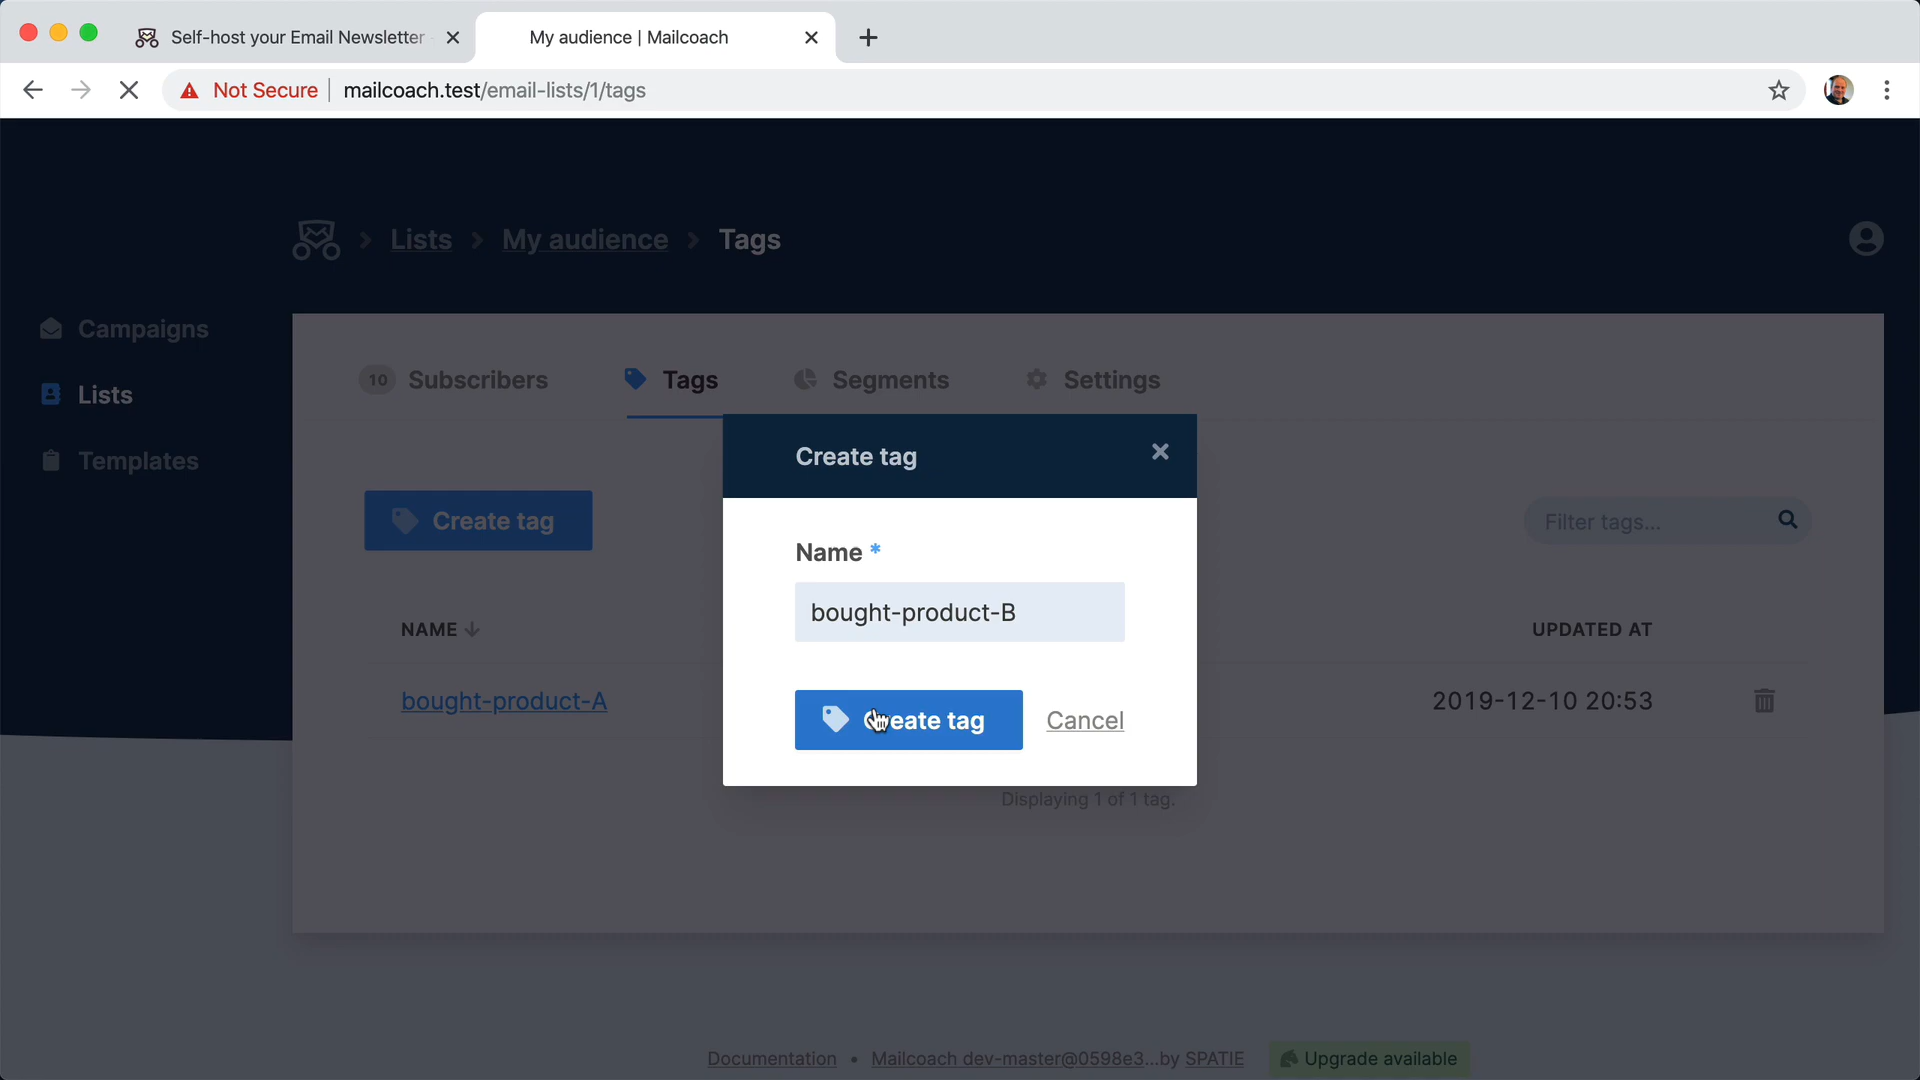 Self-host your Email Newsletter
My audience | Mailcoach
Not Secure
mailcoach.test/email-lists/1/tags
Lists
My audience
Tags
Campaigns
Lists
Templates
10 Subscribers
Tags
Segments
Settings
Create tag
Filter tags...
NAME
UPDATED AT
bought-product-A
2019-12-10 20:53
Create tag
Name *
bought-product-B
Create tag
Cancel
Displaying 1 of 1 tag.
Documentation • Mailcoach dev-master@0598e3...by SPATIE
Upgrade available